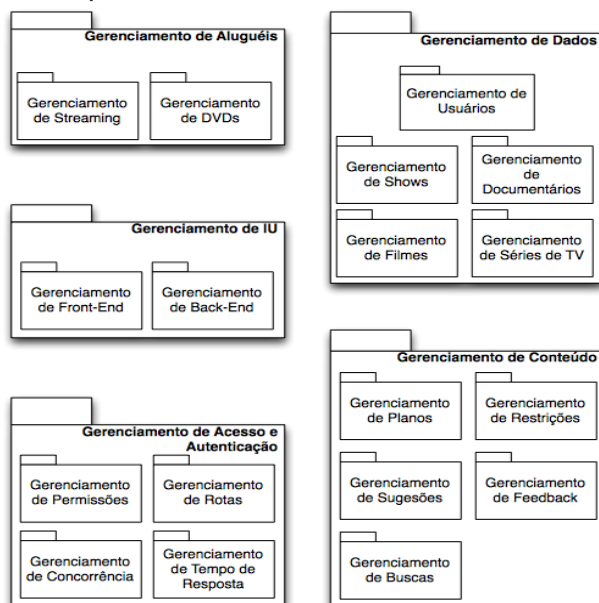 Gerenciamento de Aluguéis
Gerenciamento
de Streaming
Gerenciamento
de DVDs
Gerenciamento de IU
Gerenciamento
de Front-End
Gerenciamento
de Back-End
Gerenciamento de Acesso e
Autenticação
Gerenciamento
de Permissões
Gerenciamento
de Rotas
Gerenciamento
de Concorrência
Gerenciamento
de Tempo de
Resposta
Gerenciamento de Dados
Gerenciamento de
Usuários
Gerenciamento
de Shows
Gerenciamento
de
Documentários
Gerenciamento
de Filmes
Gerenciamento
de Séries de TV
Gerenciamento de Conteúdo
Gerenciamento
de Planos
Gerenciamento
de Restrições
Gerenciamento
de Sugesões
Gerenciamento
de Feedback
Gerenciamento
de Buscas